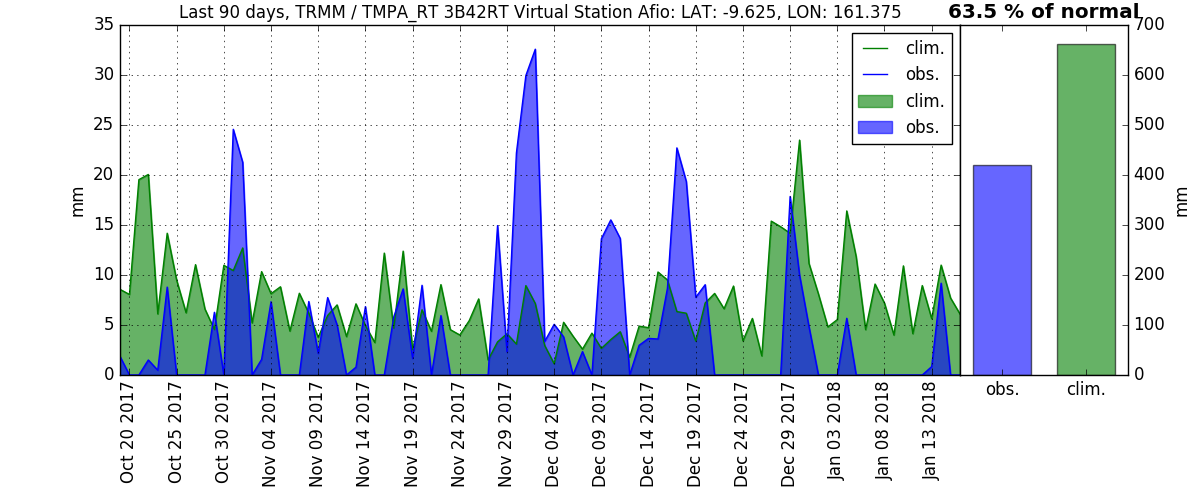 Last 90 days, TRMM / TMPA_RT 3B42RT Virtual Station Afio: LAT: -9.625, LON: 161.375
63.5 % of normal
35
30
25
20
15
10
5
0
mm
clim.
obs.
clim.
obs.
Oct 20 2017
Oct 25 2017
Oct 30 2017
Nov 04 2017
Nov 09 2017
Nov 14 2017
Nov 19 2017
Nov 24 2017
Nov 29 2017
Dec 04 2017
Dec 09 2017
Dec 14 2017
Dec 19 2017
Dec 24 2017
Dec 29 2017
Jan 03 2018
Jan 08 2018
Jan 13 2018
700
600
500
400
300
200
100
0
mm
obs.
clim.